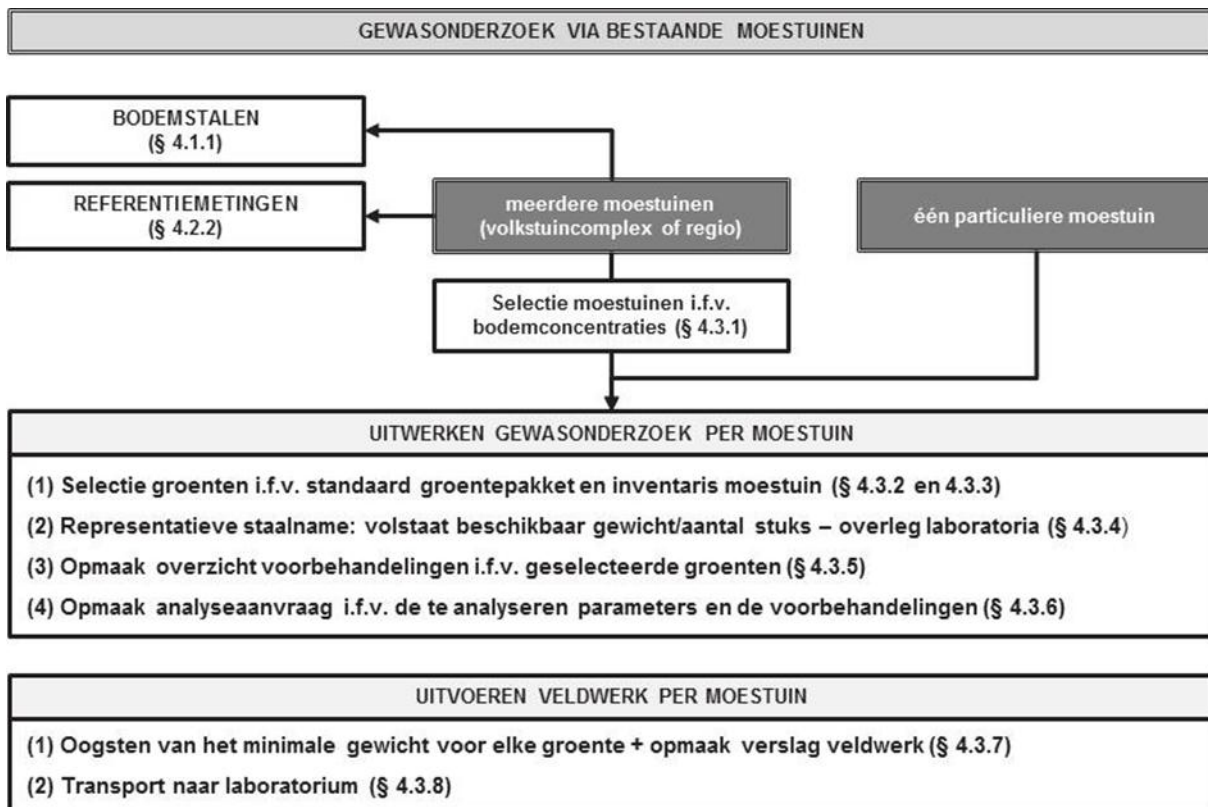 GEWASONDERZOEK VIA BESTAANDE MOESTUINEN
BODEMSTALEN
(§ 4.1.1)
REFERENTIEMETINGEN
(§ 4.2.2)
meerdere moestuinen
(volkstuincomplex of regio)
één particuliere moestuin
Selectie moestuinen i.f.v.
bodemconcentraties (§ 4.3.1)
UITWERKEN GEWASONDERZOEK PER MOESTUIN
(1) Selectie groenten i.f.v. standaard groentepakket en inventaris moestuin (§ 4.3.2 en 4.3.3)
(2) Representatieve staalname: volstaat beschikbaar gewicht/aantal stuks – overleg laboratoria (§ 4.3.4)
(3) Opmaak overzicht voorbehandelingen i.f.v. geselecteerde groenten (§ 4.3.5)
(4) Opmaak analyseaanvraag i.f.v. de te analyseren parameters en de voorbehandelingen (§ 4.3.6)
UITVOEREN VELDWERK PER MOESTUIN
(1) Oogsten van het minimale gewicht voor elke groente + opmaak verslag veldwerk (§ 4.3.7)
(2) Transport naar laboratorium (§ 4.3.8)